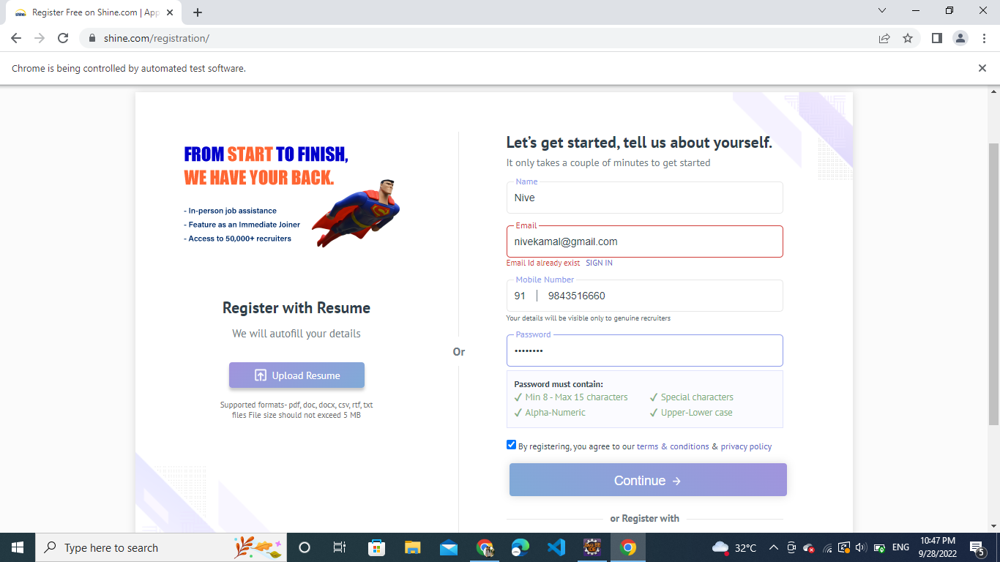 Register Free on Shine.com | App
shine.com/registration/
Chrome is being controlled by automated test software.
FROM START TO FINISH,
WE HAVE YOUR BACK.
- In-person job assistance
- Feature as an Immediate Joiner
- Access to 50,000+ recruiters
Register with Resume
We will autofill your details
Upload Resume
Supported formats- pdf, doc, docx, csv, rtf, txt
files File size should not exceed 5 MB
Or
Let’s get started, tell us about yourself.
It only takes a couple of minutes to get started
Name
Nive
Email
nivekamal@gmail.com
Email Id already exist SIGN IN
Mobile Number
91 9843516660
Your details will be visible only to genuine recruiters
Password
••••••••
Password must contain:
✓ Min 8 - Max 15 characters ✓ Special characters
✓ Alpha-Numeric ✓ Upper-Lower case
By registering, you agree to our terms & conditions & privacy policy
Continue →
or Register with
Type here to search
32°C
ENG
10:47 PM
9/28/2022
5